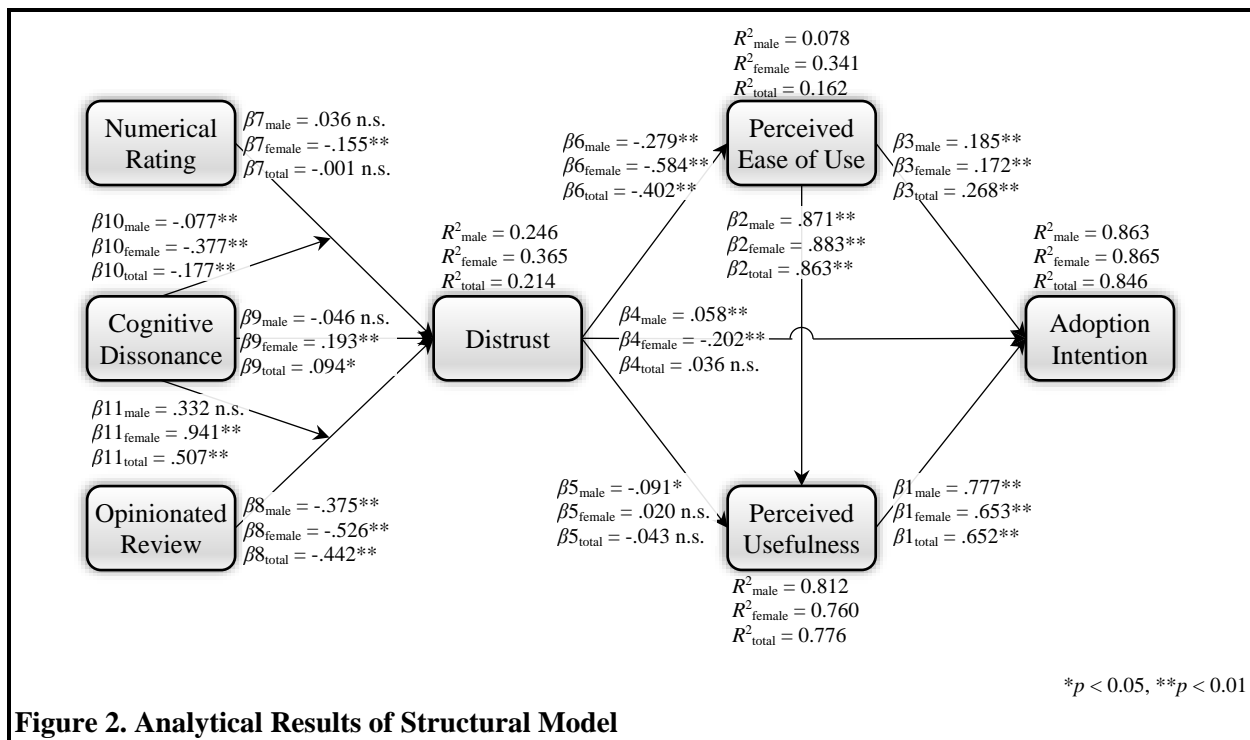 R²male = 0.078
R²female = 0.341
R²total = 0.162
Numerical
Rating
β7male = .036 n.s.
β7female = -.155**
β7total = -.001 n.s.
β6male = -.279**
β6female = -.584**
β6total = -.402**
Perceived
Ease of Use
β3male = .185**
β3female = .172**
β3total = .268**
β10male = -.077**
β10female = -.377**
β10total = -.177**
R²male = 0.246
R²female = 0.365
R²total = 0.214
β2male = .871**
β2female = .883**
β2total = .863**
R²male = 0.863
R²female = 0.865
R²total = 0.846
Cognitive
Dissonance
β9male = -.046 n.s.
β9female = .193**
β9total = .094*
Distrust
β4male = .058**
β4female = -.202**
β4total = .036 n.s.
Adoption
Intention
β11male = .332 n.s.
β11female = .941**
β11total = .507**
Opinionated
Review
β8male = -.375**
β8female = -.526**
β8total = -.442**
β5male = -.091*
β5female = .020 n.s.
β5total = -.043 n.s.
Perceived
Usefulness
β1male = .777**
β1female = .653**
β1total = .652**
R²male = 0.812
R²female = 0.760
R²total = 0.776
*p < 0.05, **p < 0.01
Figure 2. Analytical Results of Structural Model